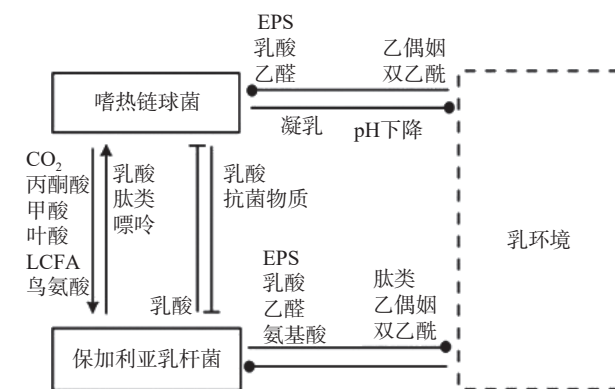 EPS
乳酸 乙偶姻
乙醛 双乙酰
嗜热链球菌
凝乳 pH下降
CO2
丙酮酸
甲酸
叶酸
LCFA
鸟氨酸
乳酸
肽类
嘌呤
乳酸
抗菌物质
乳环境
乳酸
EPS
乳酸
乙醛
氨基酸
肽类
乙偶姻
双乙酰
保加利亚乳杆菌